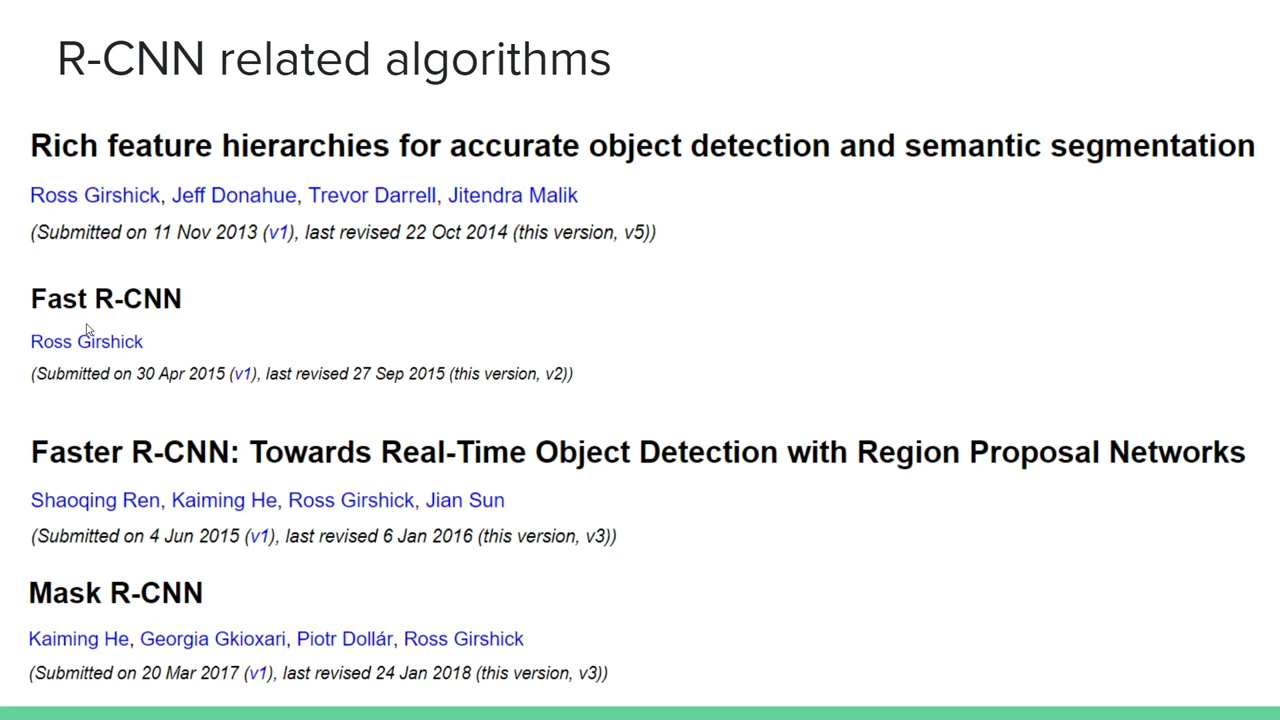 R-CNN related algorithms
Rich feature hierarchies for accurate object detection and semantic segmentation
Ross Girshick, Jeff Donahue, Trevor Darrell, Jitendra Malik
(Submitted on 11 Nov 2013 (v1), last revised 22 Oct 2014 (this version, v5))
Fast R-CNN
Ross Girshick
(Submitted on 30 Apr 2015 (v1), last revised 27 Sep 2015 (this version, v2))
Faster R-CNN: Towards Real-Time Object Detection with Region Proposal Networks
Shaoqing Ren, Kaiming He, Ross Girshick, Jian Sun
(Submitted on 4 Jun 2015 (v1), last revised 6 Jan 2016 (this version, v3))
Mask R-CNN
Kaiming He, Georgia Gkioxari, Piotr Dollár, Ross Girshick
(Submitted on 20 Mar 2017 (v1), last revised 24 Jan 2018 (this version, v3))